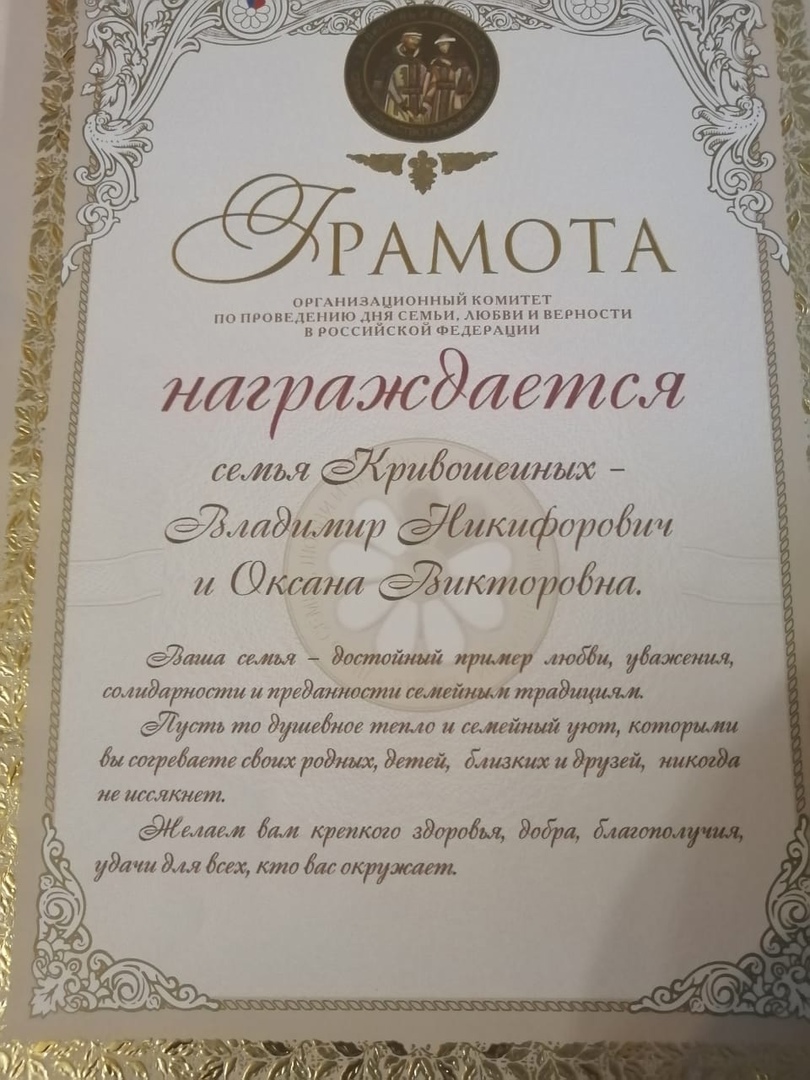 Грамота
ОРГАНИЗАЦИОННЫЙ КОМИТЕТ
ПО ПРОВЕДЕНИЮ ДНЯ СЕМЬИ, ЛЮБВИ И ВЕРНОСТИ
В РОССИЙСКОЙ ФЕДЕРАЦИИ
награждается
семья Кривошеиных –
Владимир Никифорович
и Оксана Викторовна.
Ваша семья – достойный пример любви, уважения,
солидарности и преданности семейным традициям.
Пусть то душевное тепло и семейный уют, которыми
вы согреваете своих родных, детей, близких и друзей, никогда
не иссякнет.
Желаем вам крепкого здоровья, добра, благополучия,
удачи для всех, кто вас окружает.